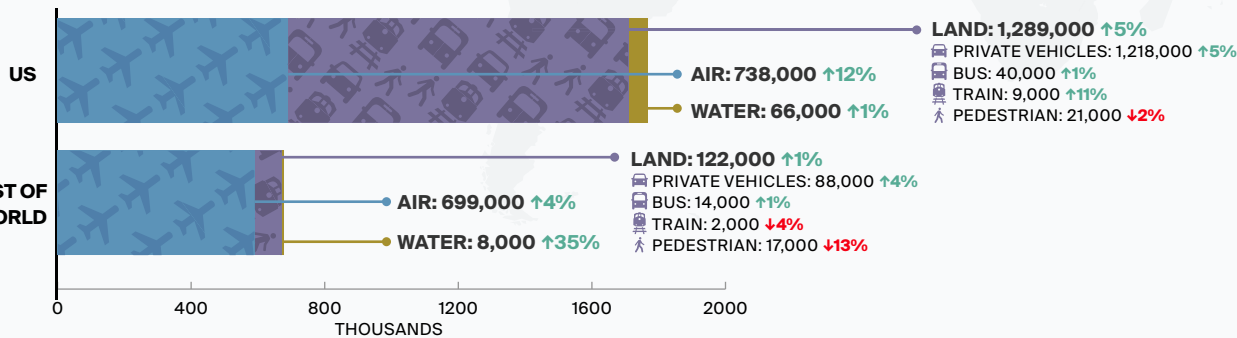 US
LAND: 1,289,000 ↑5%
PRIVATE VEHICLES: 1,218,000 ↑5%
BUS: 40,000 ↑1%
TRAIN: 9,000 ↑11%
PEDESTRIAN: 21,000 ↓2%
AIR: 738,000 ↑12%
WATER: 66,000 ↑1%
ST OF
ORLD
LAND: 122,000 ↑1%
PRIVATE VEHICLES: 88,000 ↑4%
BUS: 14,000 ↑1%
TRAIN: 2,000 ↓4%
PEDESTRIAN: 17,000 ↓13%
AIR: 699,000 ↑4%
WATER: 8,000 ↑35%
0 400 800 1200 1600 2000
THOUSANDS